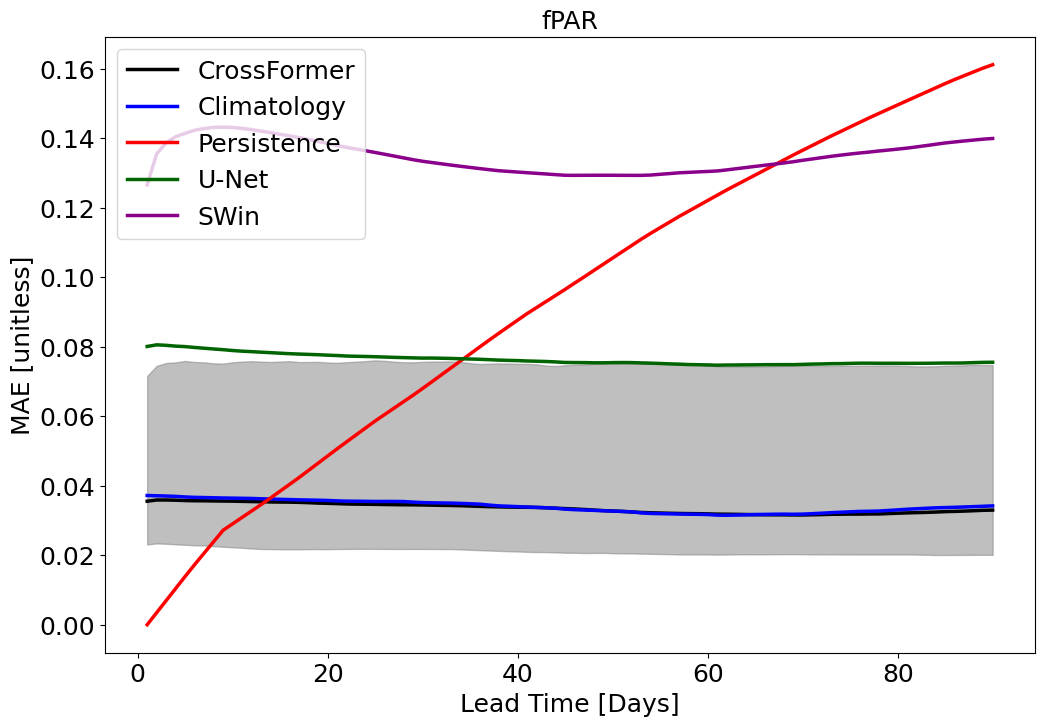 fPAR
CrossFormer
Climatology
Persistence
U-Net
SWin
MAE [unitless]
0.16
0.14
0.12
0.10
0.08
0.06
0.04
0.02
0.00
0 20 40 60 80
Lead Time [Days]